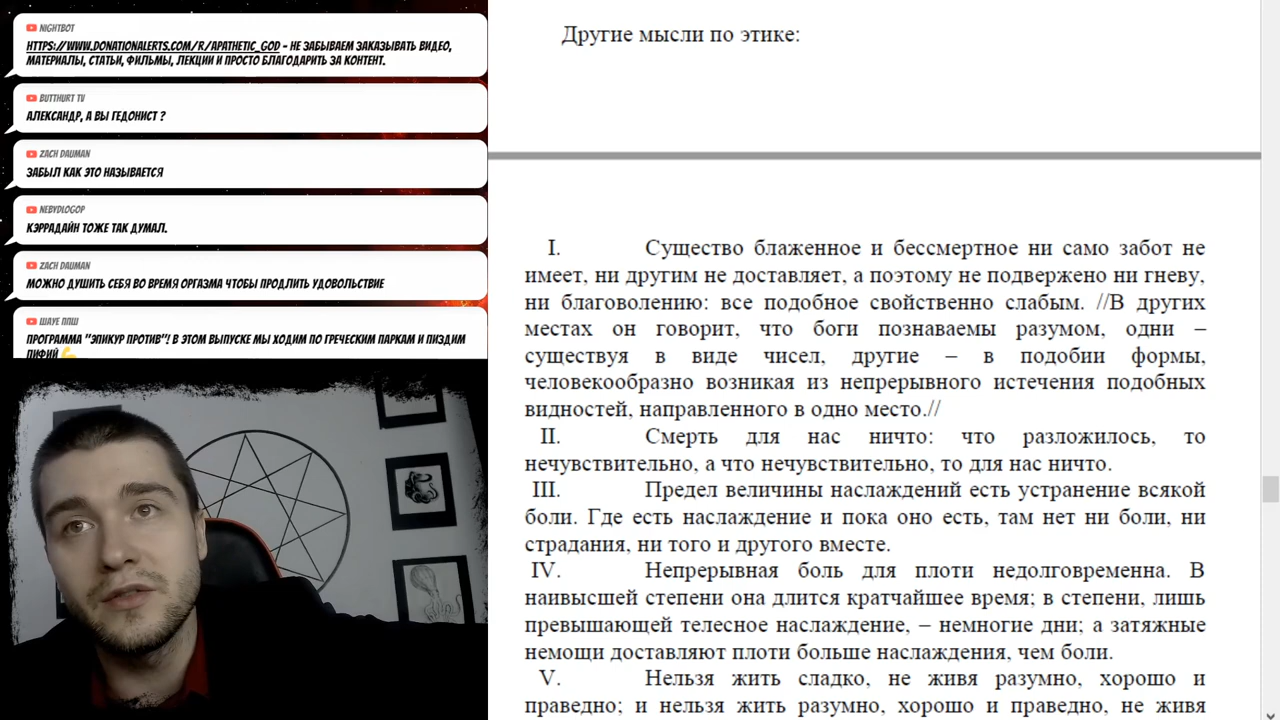 NIGHTBOT
HTTPS://WWW.DONATIONALERTS.COM/R/APATHETIC_GOD - НЕ ЗАБЫВАЕМ ЗАКАЗЫВАТЬ ВИДЕО,
МАТЕРИАЛЫ, СТАТЬИ, ФИЛЬМЫ, ЛЕКЦИИ И ПРОСТО БЛАГОДАРИТЬ ЗА КОНТЕНТ.
BUTTHURT TV
АЛЕКСАНДР, А ВЫ ГЕДОНИСТ ?
ZACH DAUMAN
ЗАБЫЛ КАК ЭТО НАЗЫВАЕТСЯ
NEBYDLOGOP
КЭРРАДАЙН ТОЖЕ ТАК ДУМАЛ.
ZACH DAUMAN
МОЖНО ДУШИТЬ СЕБЯ ВО ВРЕМЯ ОРГАЗМА ЧТОБЫ ПРОДЛИТЬ УДОВОЛЬСТВИЕ
ШАУЕ ППШ
ПРОГРАММА "ЭПИКУР ПРОТИВ"! В ЭТОМ ВЫПУСКЕ МЫ ХОДИМ ПО ГРЕЧЕСКИМ ПАРКАМ И ПИЗДИМ
ПИФИЙ 💪
Другие мысли по этике:
I. Существо блаженное и бессмертное ни само забот не
имеет, ни другим не доставляет, а поэтому не подвержено ни гневу,
ни благоволению: все подобное свойственно слабым. //В других
местах он говорит, что боги познаваемы разумом, одни –
существуя в виде чисел, другие – в подобии формы,
человекообразно возникая из непрерывного истечения подобных
видностей, направленного в одно место.//
II. Смерть для нас ничто: что разложилось, то
нечувствительно, а что нечувствительно, то для нас ничто.
III. Предел величины наслаждений есть устранение всякой
боли. Где есть наслаждение и пока оно есть, там нет ни боли, ни
страдания, ни того и другого вместе.
IV. Непрерывная боль для плоти недолговременна. В
наивысшей степени она длится кратчайшее время; в степени, лишь
превышающей телесное наслаждение, – немногие дни; а затяжные
немощи доставляют плоти больше наслаждения, чем боли.
V. Нельзя жить сладко, не живя разумно, хорошо и
праведно; и нельзя жить разумно, хорошо и праведно, не живя